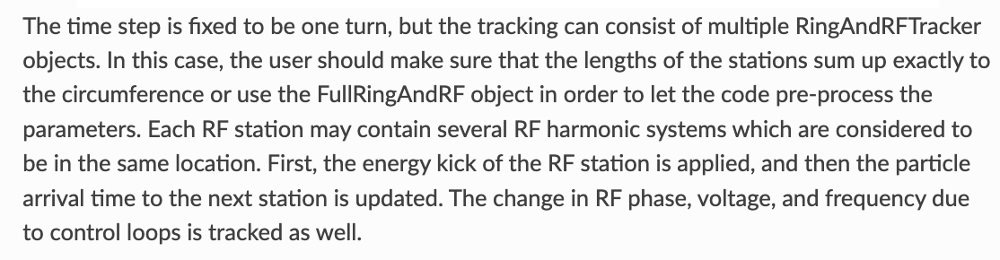 The time step is fixed to be one turn, but the tracking can consist of multiple RingAndRFTracker
objects. In this case, the user should make sure that the lengths of the stations sum up exactly to
the circumference or use the FullRingAndRF object in order to let the code pre-process the
parameters. Each RF station may contain several RF harmonic systems which are considered to
be in the same location. First, the energy kick of the RF station is applied, and then the particle
arrival time to the next station is updated. The change in RF phase, voltage, and frequency due
to control loops is tracked as well.